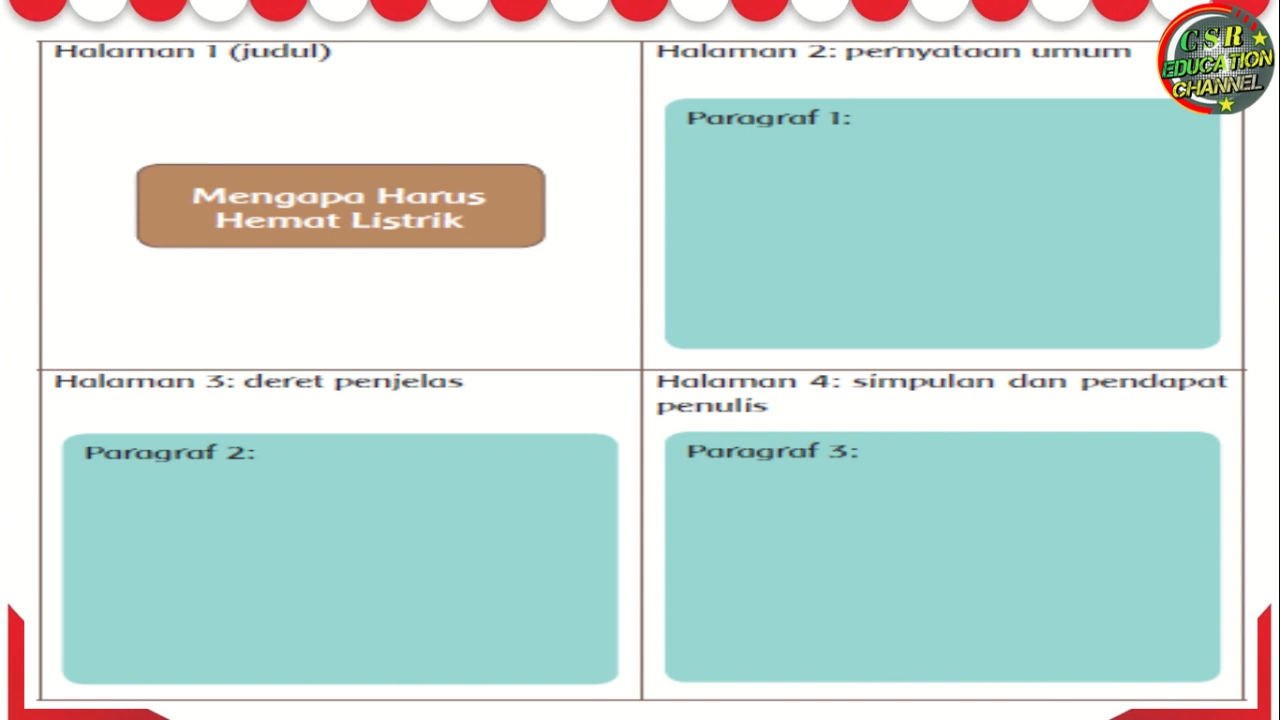 Halaman 1 (judul)
Mengapa Harus
Hemat Listrik
Halaman 2: pernyataan umum
Paragraf 1:
Halaman 3: deret penjelas
Paragraf 2:
Halaman 4: simpulan dan pendapat
penulis
Paragraf 3:
CSR
EDUCATION
CHANNEL